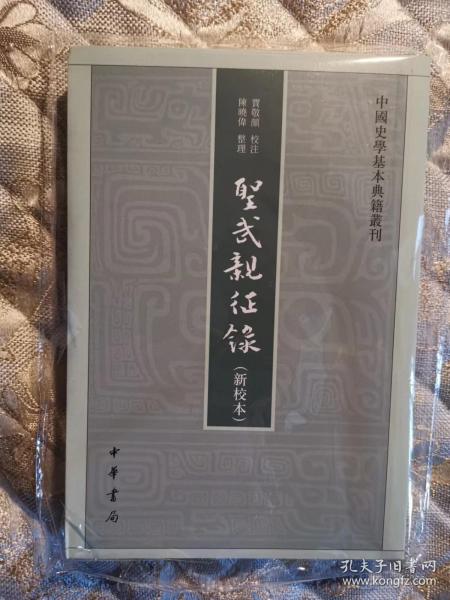 中國史學基本典籍叢刊
賈敬顏 校注
陳曉偉 整理
聖武親征錄
(新校本)
中華書局
孔夫子旧书网
www.kongfz.com